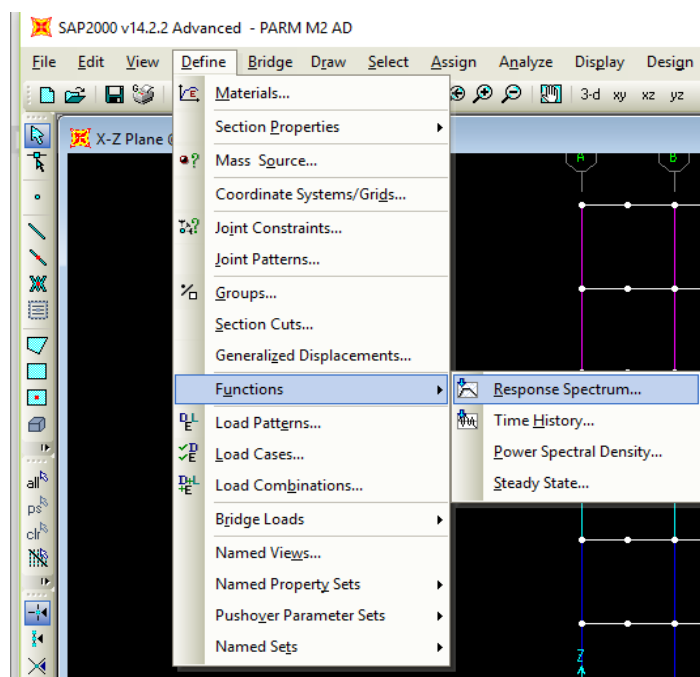 SAP2000 v14.2.2 Advanced - PARM M2 AD
File Edit View Define Bridge Draw Select Assign Analyze Display Design
3-d xy xz yz
X-Z Plane @
A B
Materials...
Section Properties
Mass Source...
Coordinate Systems/Grids...
Joint Constraints...
Joint Patterns...
Groups...
Section Cuts...
Generalized Displacements...
Functions
Response Spectrum...
Time History...
Power Spectral Density...
Steady State...
Load Patterns...
Load Cases...
Load Combinations...
Bridge Loads
Named Views...
Named Property Sets
Pushover Parameter Sets
Named Sets
all
ps
clr
Z